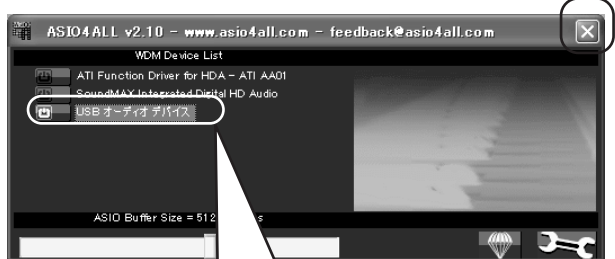 ASIO4ALL v2.10 - www.asio4all.com - feedback@asio4all.com
WDM Device List
ATI Function Driver for HDA - ATI AA01
SoundMAX Integrated Digital HD Audio
USB オーディオ デバイス
ASIO Buffer Size = 512 s